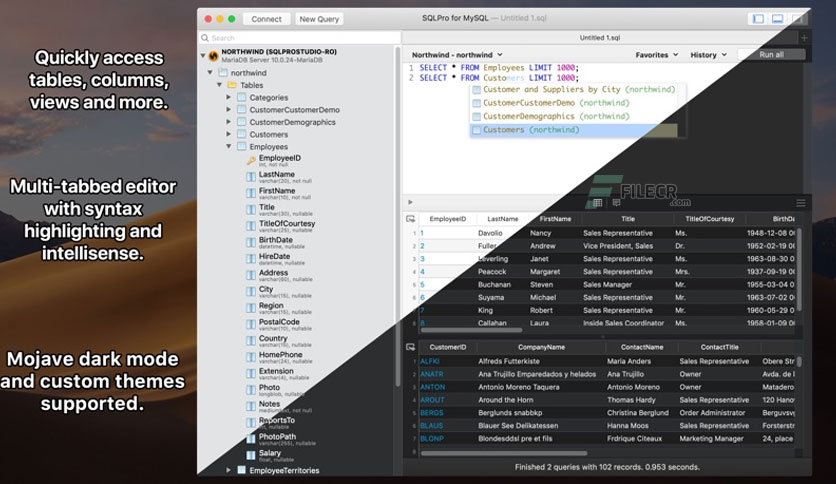 Connect New Query SQLPro for MySQL — Untitled 1.sql
Search Untitled 1.sql
Quickly access
tables, columns,
views and more.
Multi-tabbed editor
with syntax
highlighting and
intellisense.
Mojave dark mode
and custom themes
supported.
NORTHWIND (SQLPROSTUDIO-RO)
MariaDB Server 10.0.24-MariaDB
northwind
Tables
Categories
CustomerCustomerDemo
CustomerDemographics
Customers
Employees
EmployeeID
int, not null
LastName
varchar(20), not null
FirstName
varchar(10), not null
Title
varchar(30), nullable
TitleOfCourtesy
varchar(25), nullable
BirthDate
datetime, nullable
HireDate
datetime, nullable
Address
varchar(60), nullable
City
varchar(15), nullable
Region
varchar(15), nullable
PostalCode
varchar(10), nullable
Country
varchar(15), nullable
HomePhone
varchar(24), nullable
Extension
varchar(4), nullable
Photo
longblob, nullable
Notes
mediumtext, not null
ReportsTo
int, nullable
PhotoPath
varchar(255), nullable
Salary
float, nullable
EmployeeTerritories
Northwind - northwind Favorites History Run all
1 SELECT * FROM Employees LIMIT 1000;
2 SELECT * FROM Customers LIMIT 1000;
Customer and Suppliers by City (northwind)
CustomerCustomerDemo (northwind)
CustomerDemographics (northwind)
Customers (northwind)
FILECR
.com
EmployeeID LastName FirstName Title TitleOfCourtesy BirthDa
1 1 Davolio Nancy Sales Representative Ms. 1948-12-08 0
2 2 Fuller Andrew Vice President, Sales Dr. 1952-02-19 0
3 3 Leverling Janet Sales Representative Ms. 1963-08-30 0
4 4 Peacock Margaret Sales Representative Mrs. 1937-09-19 0
5 5 Buchanan Steven Sales Manager Mr. 1955-03-04 0
6 6 Suyama Michael Sales Representative Mr. 1963-07-02 0
7 7 King Robert Sales Representative Mr. 1960-05-29 0
8 8 Callahan Laura Inside Sales Coordinator Ms. 1958-01-09 0
CustomerID CompanyName ContactName ContactTitle
1 ALFKI Alfreds Futterkiste Maria Anders Sales Representative Obere Str
2 ANATR Ana Trujillo Emparedados y helados Ana Trujillo Owner Avda. de l
3 ANTON Antonio Moreno Taquera Antonio Moreno Owner Matadero
4 AROUT Around the Horn Thomas Hardy Sales Representative 120 Hano
5 BERGS Berglunds snabbkp Christina Berglund Order Administrator Berguvsv
6 BLAUS Blauer See Delikatessen Hanna Moos Sales Representative Forsterstr
7 BLONP Blondesddsl pre et fils Frdrique Citeaux Marketing Manager 24, place
8
Finished 2 queries with 102 records. 0.953 seconds.